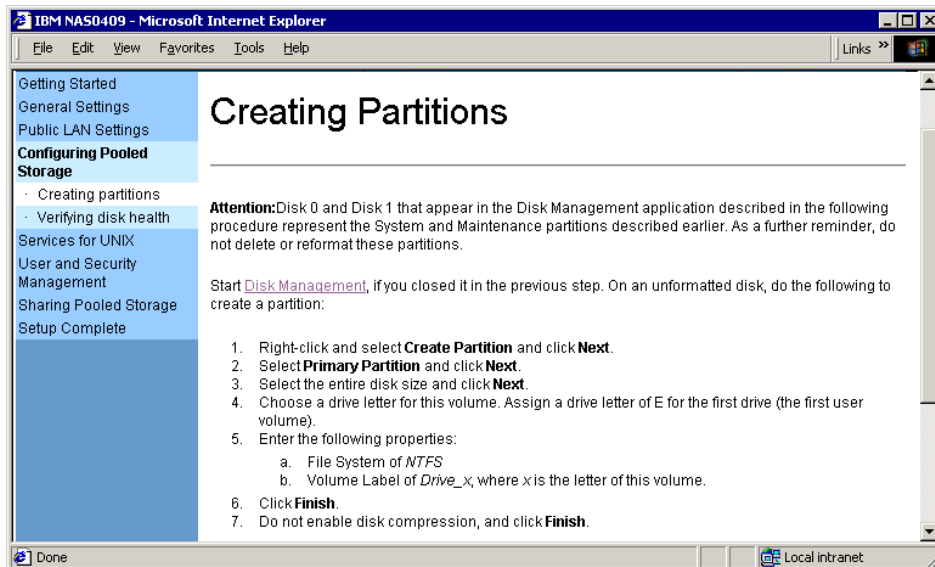 IBM NAS0409 - Microsoft Internet Explorer
File Edit View Favorites Tools Help
Links »
Getting Started
General Settings
Public LAN Settings
Configuring Pooled
Storage
· Creating partitions
· Verifying disk health
Services for UNIX
User and Security
Management
Sharing Pooled Storage
Setup Complete
Creating Partitions
Attention:Disk 0 and Disk 1 that appear in the Disk Management application described in the following
procedure represent the System and Maintenance partitions described earlier. As a further reminder, do
not delete or reformat these partitions.
Start Disk Management, if you closed it in the previous step. On an unformatted disk, do the following to
create a partition:
1. Right-click and select Create Partition and click Next.
2. Select Primary Partition and click Next.
3. Select the entire disk size and click Next.
4. Choose a drive letter for this volume. Assign a drive letter of E for the first drive (the first user
volume).
5. Enter the following properties:
a. File System of NTFS
b. Volume Label of Drive_x, where x is the letter of this volume.
6. Click Finish.
7. Do not enable disk compression, and click Finish.
Done
Local intranet